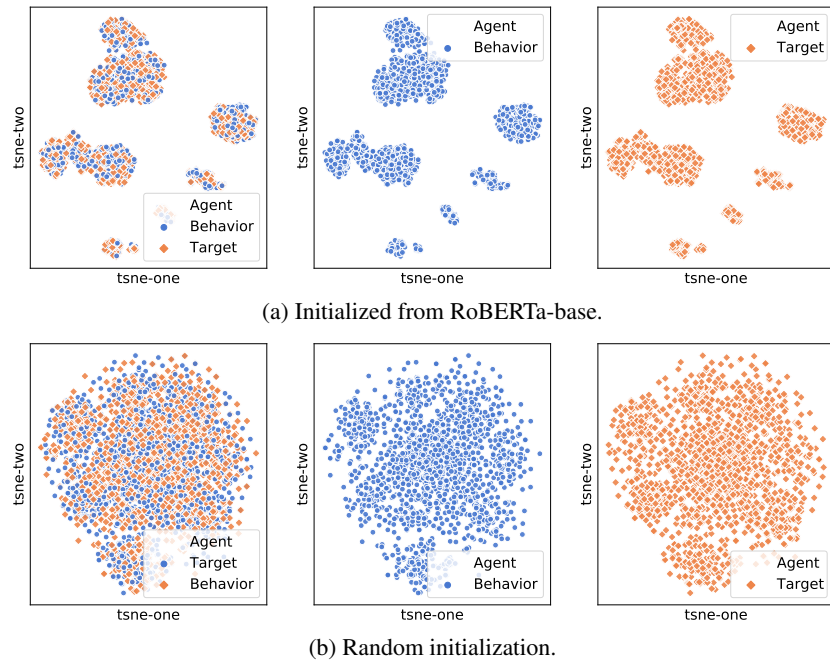 tsne-two
Agent
Behavior
Target
tsne-one
tsne-two
Agent
Behavior
tsne-one
tsne-two
Agent
Target
tsne-one
(a) Initialized from RoBERTa-base.
tsne-two
Agent
Target
Behavior
tsne-one
tsne-two
Agent
Behavior
tsne-one
tsne-two
Agent
Target
tsne-one
(b) Random initialization.